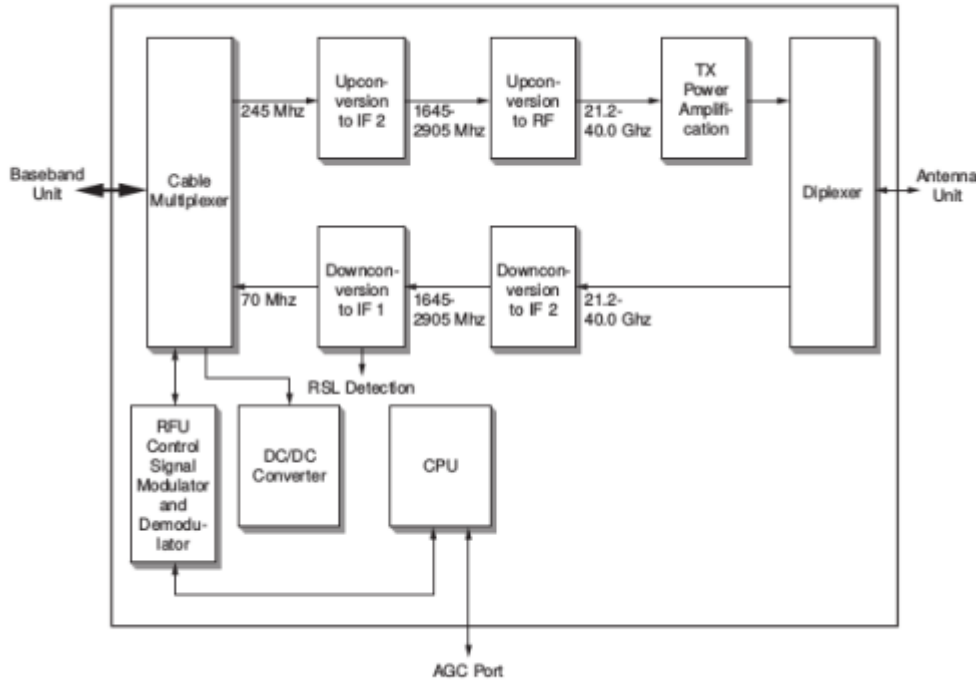 Upcon-
version
to IF 2
Upcon-
version
to RF
TX
Power
Amplifi-
cation
245 Mhz
1645-
2905 Mhz
21.2-
40.0 Ghz
Baseband
Unit
Cable
Multiplexer
Diplexer
Antenna
Unit
Downcon-
version
to IF 1
Downcon-
version
to IF 2
70 Mhz
1645-
2905 Mhz
21.2-
40.0 Ghz
RSL Detection
RFU
Control
Signal
Modulator
and
Demodu-
lator
DC/DC
Converter
CPU
AGC Port